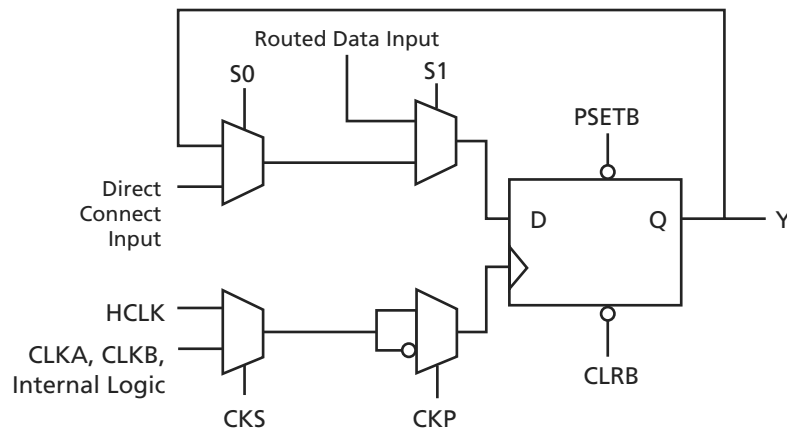 Routed Data Input
S0
S1
PSETB
Direct
Connect
Input
D
Q
Y
HCLK
CLKA, CLKB,
Internal Logic
CLRB
CKS
CKP